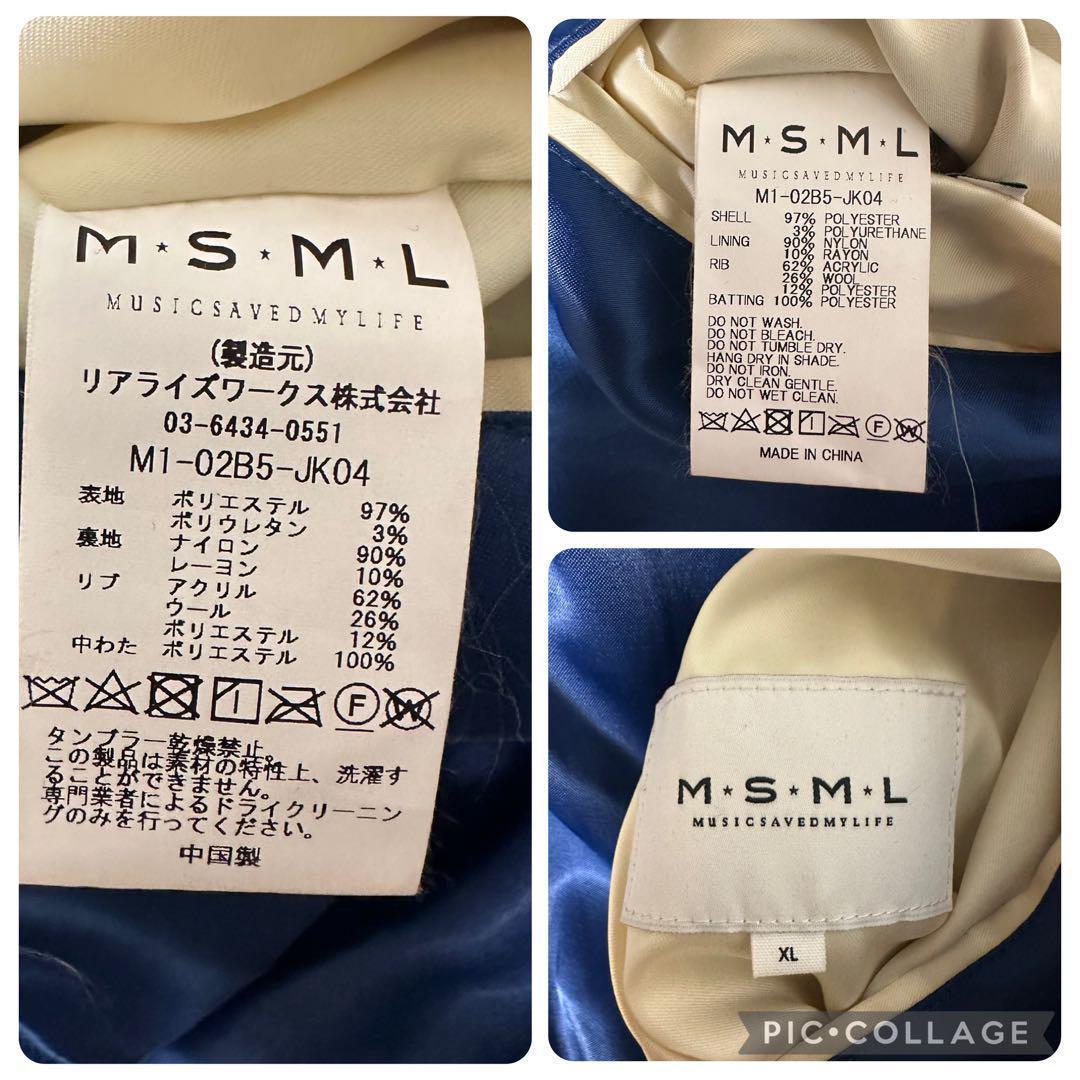 M★S★M★L
MUSICSAVEDMYLIFE
(製造元)
リアライズワークス株式会社
03-6434-0551
M1-02B5-JK04
表地 ポリエステル 97%
ポリウレタン 3%
裏地 ナイロン 90%
レーヨン 10%
リブ アクリル 62%
ウール 26%
ポリエステル 12%
中わた ポリエステル 100%
F W
タンブラー乾燥禁止。
この製品は素材の特性上、洗濯す
ることができません。
専門業者によるドライクリーニン
グのみを行ってください。
中国製
M★S★M★L
MUSICSAVEDMYLIFE
M1-02B5-JK04
SHELL 97% POLYESTER
3% POLYURETHANE
LINING 90% NYLON
10% RAYON
RIB 62% ACRYLIC
26% WOOL
12% POLYESTER
BATTING 100% POLYESTER
DO NOT WASH.
DO NOT BLEACH.
DO NOT TUMBLE DRY.
HANG DRY IN SHADE.
DO NOT IRON.
DRY CLEAN GENTLE.
DO NOT WET CLEAN.
F W
MADE IN CHINA
M★S★M★L
MUSICSAVEDMYLIFE
XL
PIC•COLLAGE